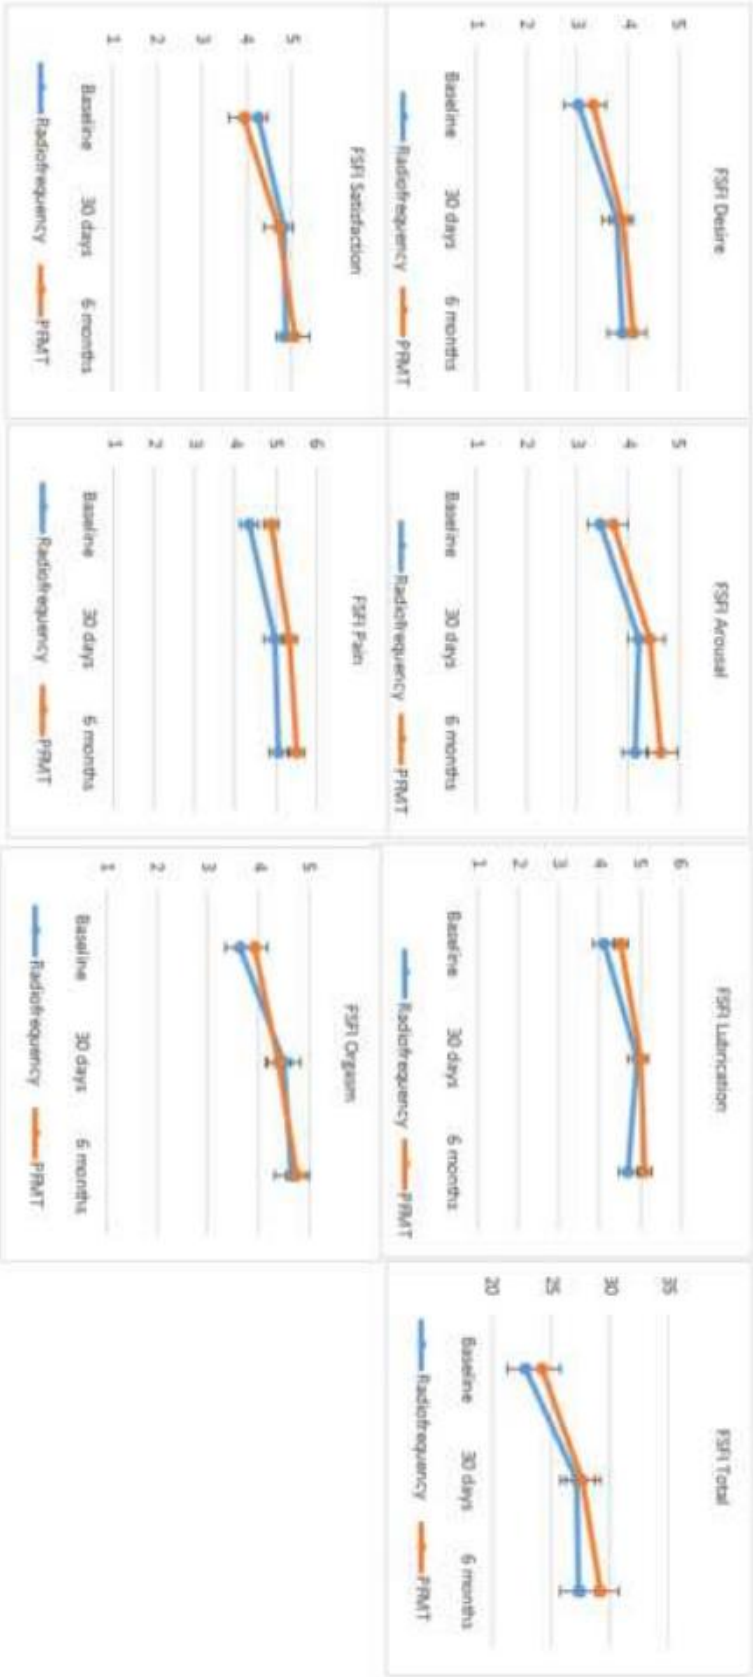 FSFI Desire
5
4
3
2
1
Baseline 30 days 6 months
Radiofrequency PFMT
FSFI Arousal
5
4
3
2
1
Baseline 30 days 6 months
Radiofrequency PFMT
FSFI Lubrication
6
5
4
3
2
1
Baseline 30 days 6 months
Radiofrequency PFMT
FSFI Total
35
30
25
20
Baseline 30 days 6 months
Radiofrequency PFMT
FSFI Satisfaction
5
4
3
2
1
Baseline 30 days 6 months
Radiofrequency PFMT
FSFI Pain
6
5
4
3
2
1
Baseline 30 days 6 months
Radiofrequency PFMT
FSFI Orgasm
5
4
3
2
1
Baseline 30 days 6 months
Radiofrequency PFMT